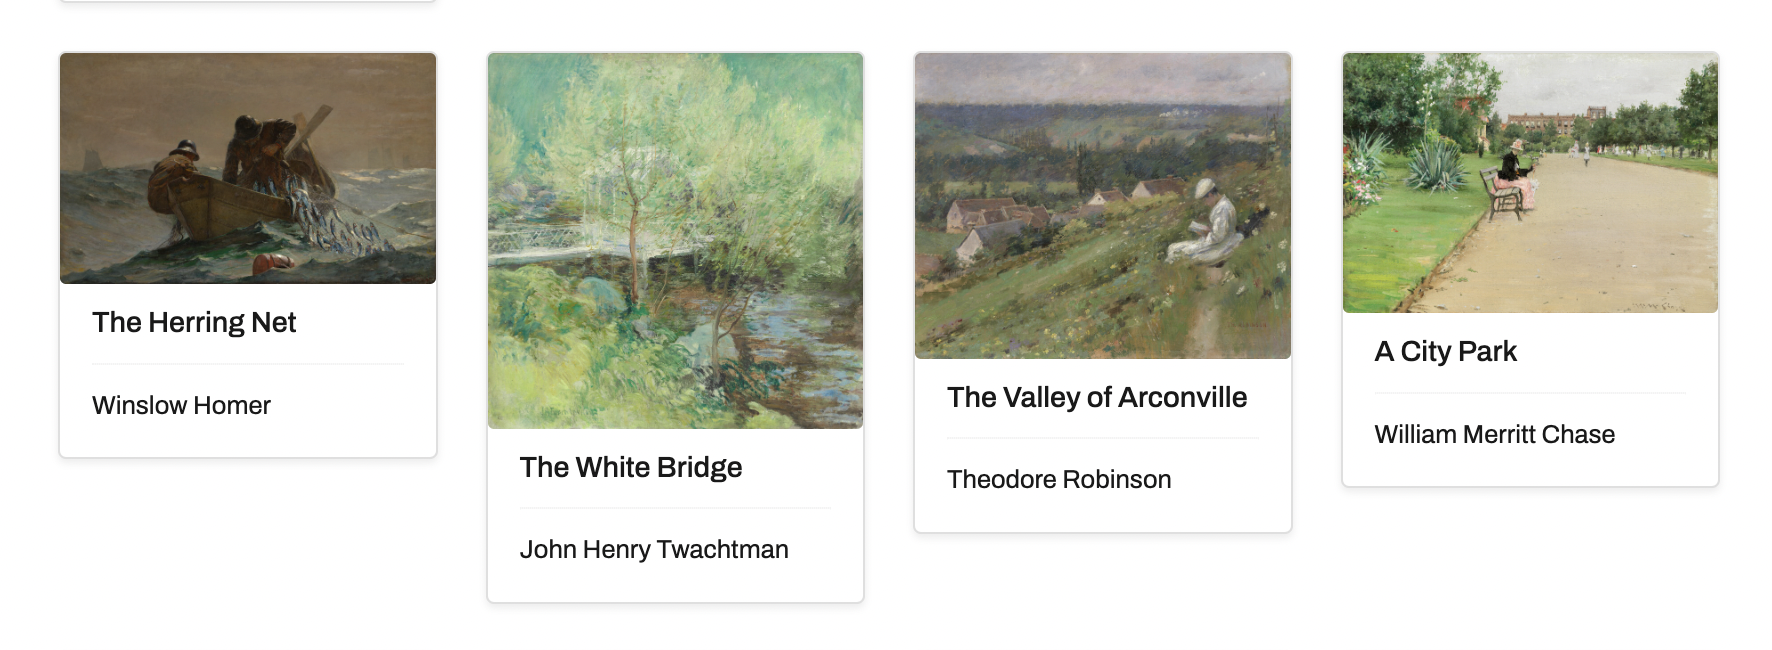 The Herring Net
Winslow Homer
The White Bridge
John Henry Twachtman
The Valley of Arconville
Theodore Robinson
A City Park
William Merritt Chase